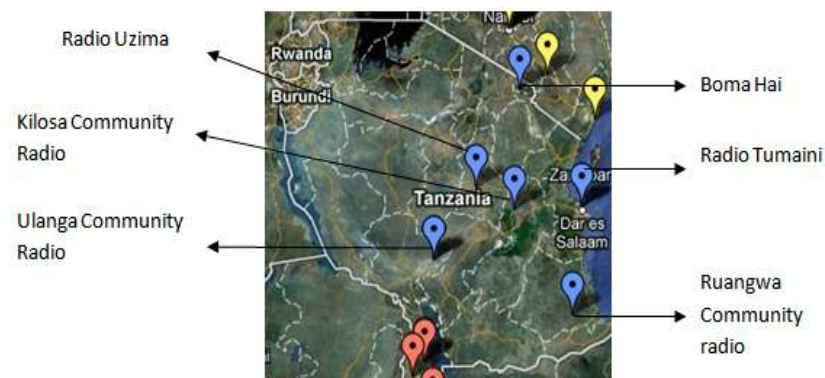 Radio Uzima
Kilosa Community
Radio
Ulanga Community
Radio
Rwanda
Burundi
Tanzania
Dar es
Salaam
Boma Hai
Radio Tumaini
Ruangwa
Community
radio